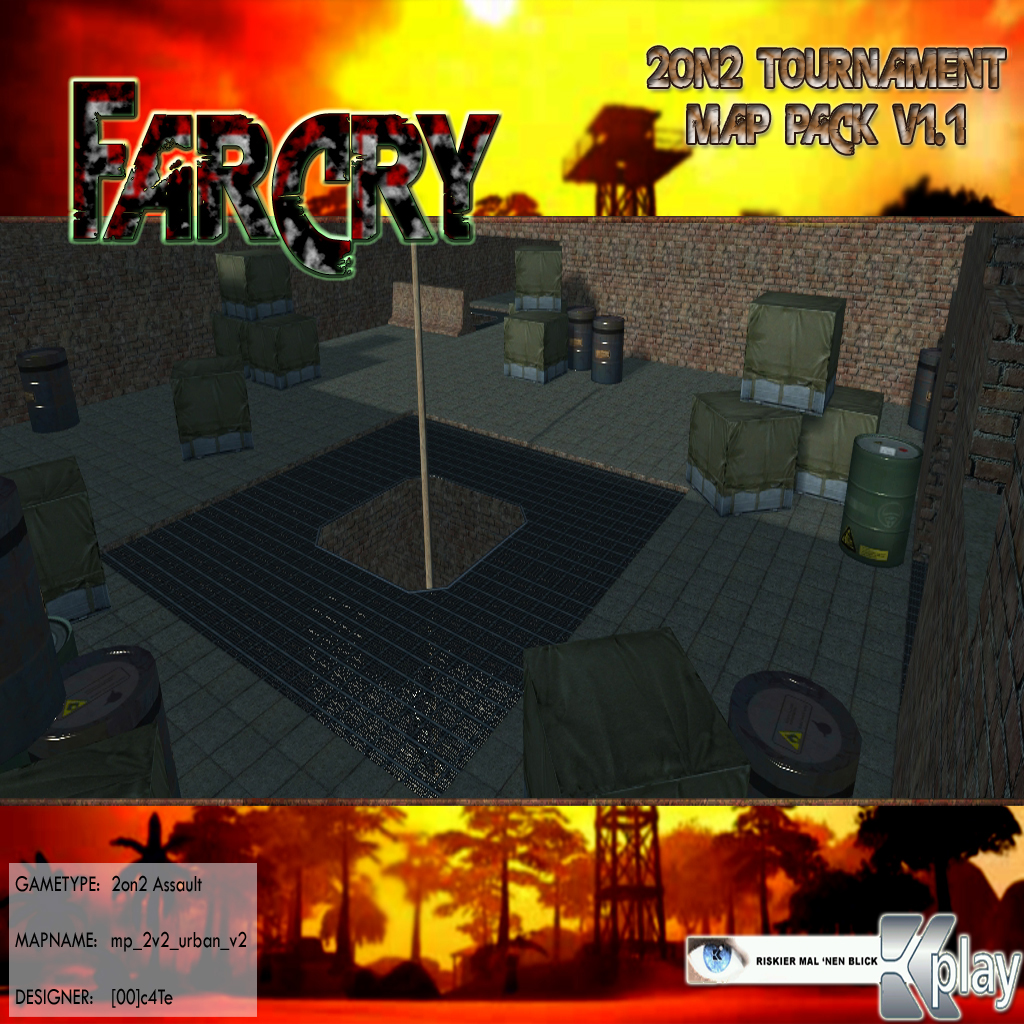 FARCRY
2ON2 TOURNAMENT
MAP PACK V1.1
GAMETYPE: 2on2 Assault
MAPNAME: mp_2v2_urban_v2
DESIGNER: [00]c4Te
RISKIER MAL 'NEN BLICK
K play